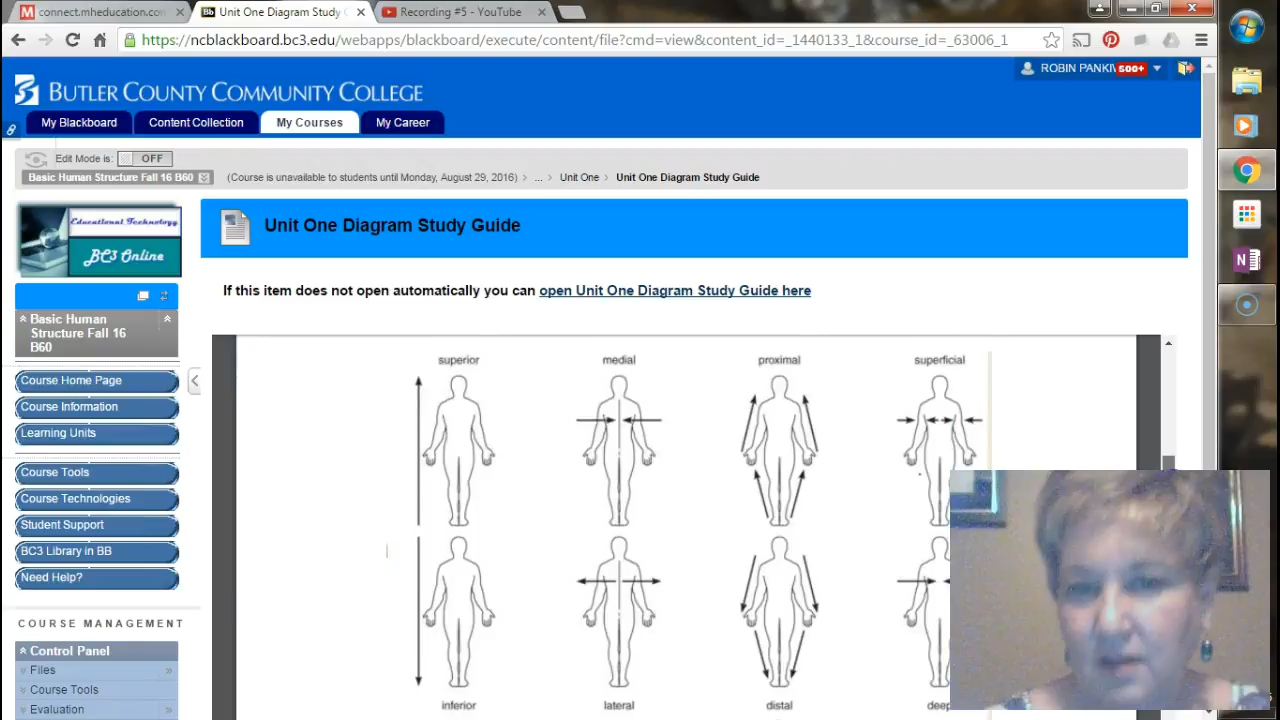 connect.mheducation.com
Unit One Diagram Study G
Recording #5 - YouTube
https://ncblackboard.bc3.edu/webapps/blackboard/execute/content/file?cmd=view&content_id=_1440133_1&course_id=_63006_1
ROBIN PANKIV 500+
BUTLER COUNTY COMMUNITY COLLEGE
My Blackboard
Content Collection
My Courses
My Career
Edit Mode is: OFF
Basic Human Structure Fall 16 B60 (Course is unavailable to students until Monday, August 29, 2016) > ... > Unit One > Unit One Diagram Study Guide
Educational Technology
BC3 Online
Unit One Diagram Study Guide
If this item does not open automatically you can open Unit One Diagram Study Guide here
Basic Human
Structure Fall 16
B60
Course Home Page
Course Information
Learning Units
Course Tools
Course Technologies
Student Support
BC3 Library in BB
Need Help?
COURSE MANAGEMENT
Control Panel
Files
Course Tools
Evaluation
superior
medial
proximal
superficial
inferior
lateral
distal
deep